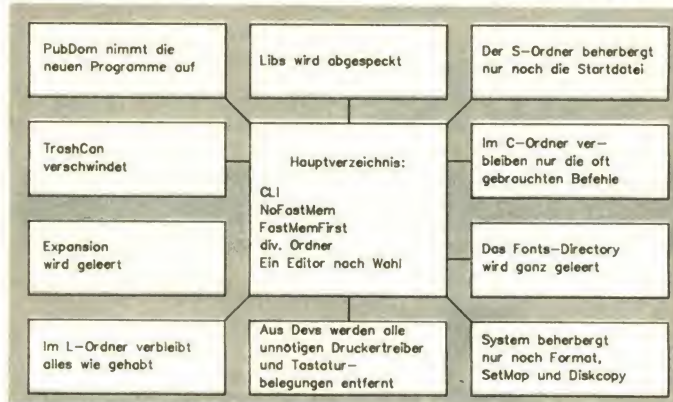 PubDom nimmt die
neuen Programme auf
Libs wird abgespeckt
Der S-Ordner beherbergt
nur noch die Startdatei
TrashCan
verschwindet
Hauptverzeichnis:
CLI
NoFastMem
FastMemFirst
div. Ordner
Ein Editor nach Wahl
Im C-Ordner ver-
bleiben nur die oft
gebrauchten Befehle
Expansion
wird geleert
Das Fonts-Directory
wird ganz geleert
Im L-Ordner verbleibt
alles wie gehabt
Aus Devs werden alle
unnötigen Druckertreiber
und Tastatur-
belegungen entfernt
System beherbergt
nur noch Format,
SetMap und Diskcopy